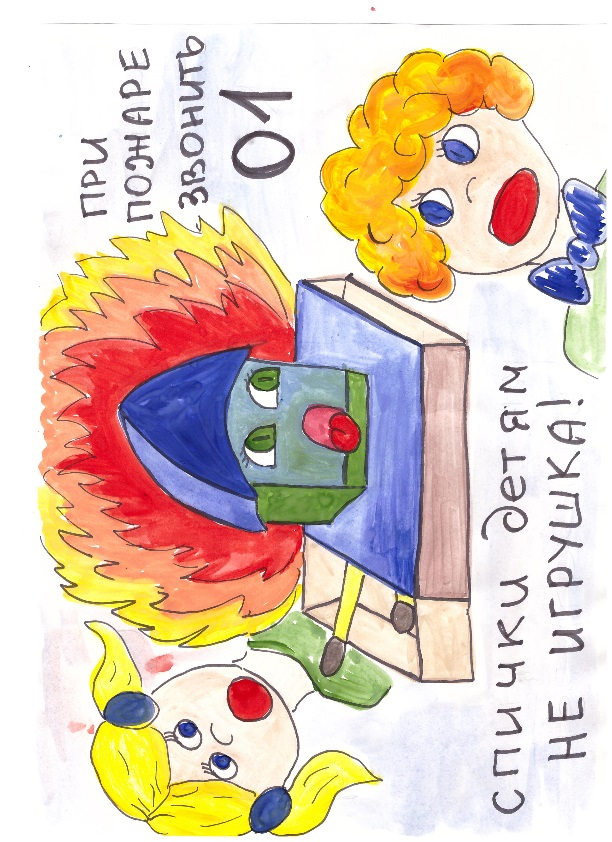 ПРИ
ПОЖАРЕ
ЗВОНИТЬ
01
СПИЧКИ детЯМ
НЕ ИГРУШКА!